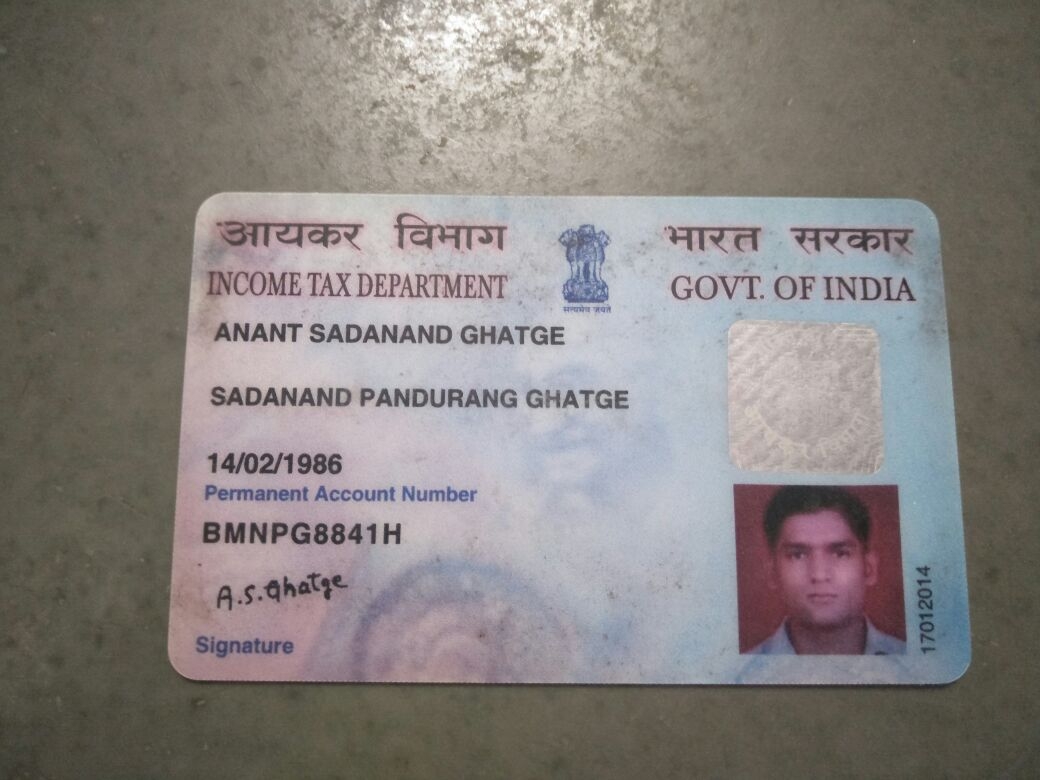 आयकर विभाग
भारत सरकार
INCOME TAX DEPARTMENT
GOVT. OF INDIA
सत्यमेव जयते
ANANT SADANAND GHATGE
SADANAND PANDURANG GHATGE
14/02/1986
Permanent Account Number
BMNPG8841H
A.S.Ghatge
Signature
17012014